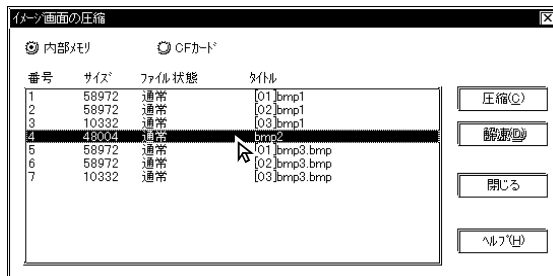 ｲﾒｰｼﾞ画面の圧縮
内部ﾒﾓﾘ CFｶｰﾄﾞ
番号 ｻｲｽﾞ ﾌｧｲﾙ状態 ﾀｲﾄﾙ
1 58972 通常 [01]bmp1
2 58972 通常 [02]bmp1
3 10332 通常 [03]bmp1
4 48004 通常 bmp2
5 58972 通常 [01]bmp3.bmp
6 58972 通常 [02]bmp3.bmp
7 10332 通常 [03]bmp3.bmp
圧縮(C)
解凍(D)
閉じる
ﾍﾙﾌﾟ(H)